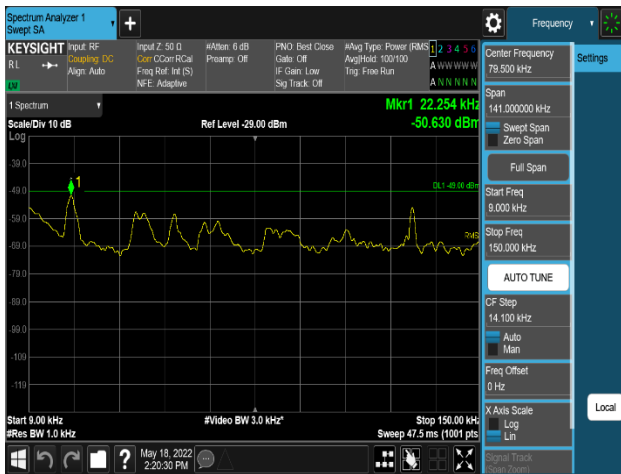 Spectrum Analyzer 1
Swept SA
+
Frequency
KEYSIGHT
RL
LXI
Input: RF
Coupling: DC
Align: Auto
Input Z: 50 Ω
Corr CCorr RCal
Freq Ref: Int (S)
NFE: Adaptive
#Atten: 6 dB
Preamp: Off
PNO: Best Close
Gate: Off
IF Gain: Low
Sig Track: Off
#Avg Type: Power (RMS
Avg|Hold: 100/100
Trig: Free Run
1 2 3 4 5 6
A W W W W W
A N N N N N
1 Spectrum
Scale/Div 10 dB
Ref Level -29.00 dBm
Mkr1 22.254 kHz
-50.630 dBm
Log
-39.0
1
-49.0
DL1 -49.00 dBm
-59.0
RMS
-69.0
-79.0
-89.0
-99.0
-109
-119
Start 9.00 kHz
#Video BW 3.0 kHz*
Stop 150.00 kHz
#Res BW 1.0 kHz
Sweep 47.5 ms (1001 pts)
?
May 18, 2022
2:20:30 PM
Center Frequency
79.500 kHz
Settings
Span
141.000000 kHz
Swept Span
Zero Span
Full Span
Start Freq
9.000 kHz
Stop Freq
150.000 kHz
AUTO TUNE
CF Step
14.100 kHz
Auto
Man
Freq Offset
0 Hz
X Axis Scale
Log
Lin
Local
Signal Track
(Span Zoom)